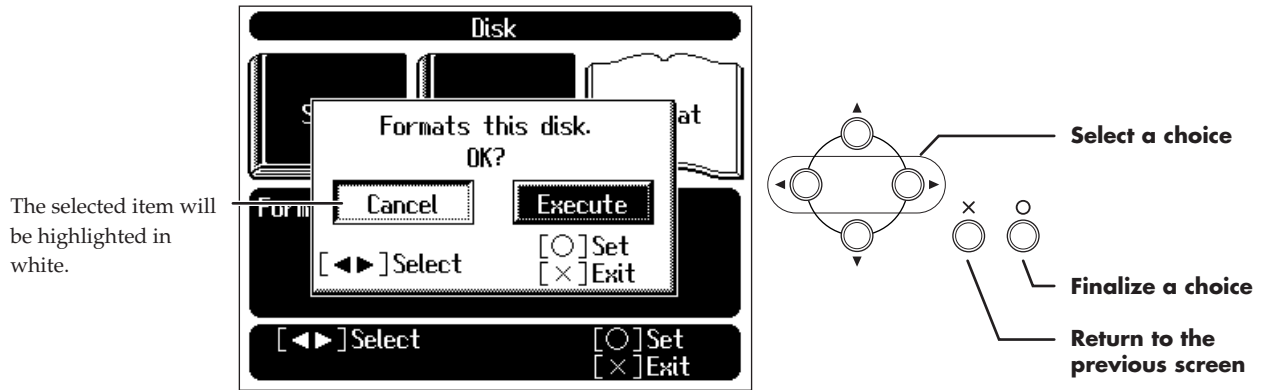 Disk
S
at
Formats this disk.
OK?
Cancel
Execute
Form
[◀▶]Select
[○]Set
[×]Exit
[◀▶]Select
[○]Set
[×]Exit
The selected item will
be highlighted in
white.
▲
◀
▶
▼
×
○
Select a choice
Finalize a choice
Return to the
previous screen